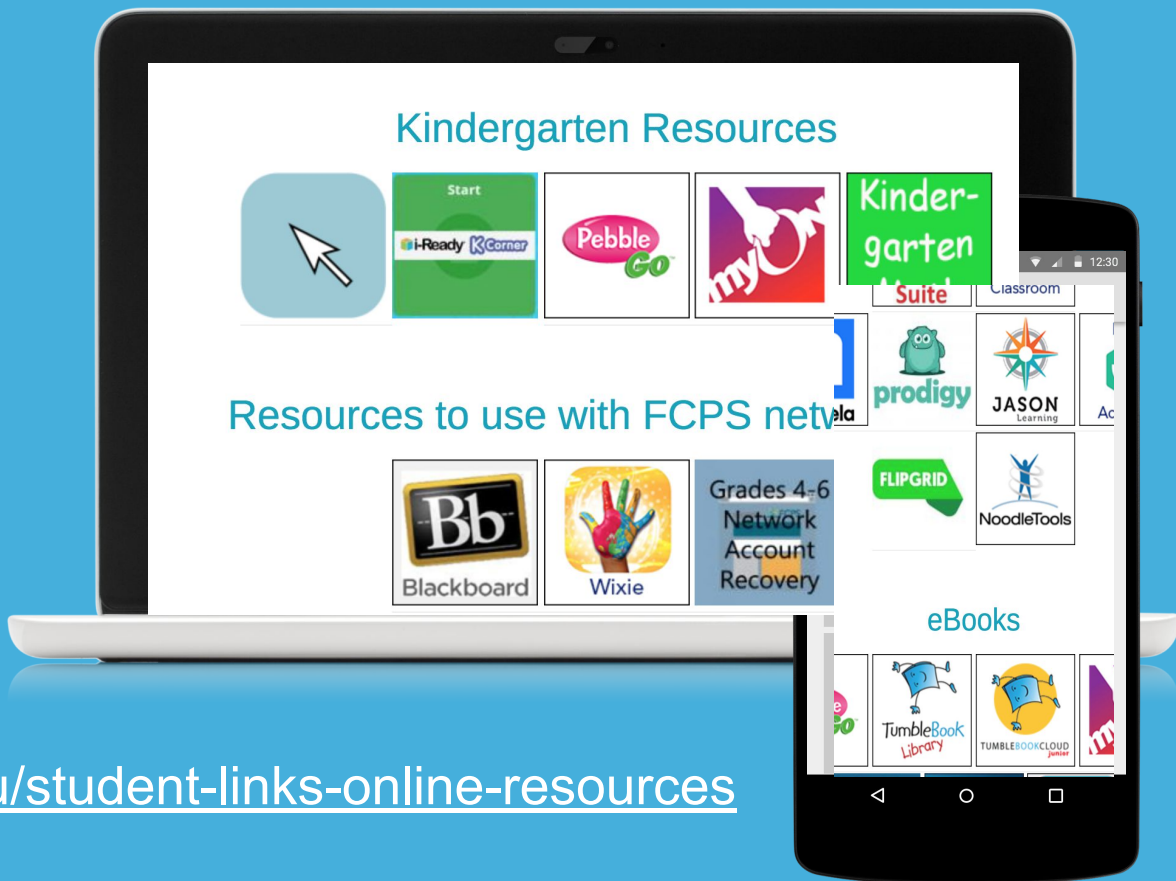 Kindergarten Resources
Start
i-Ready K Corner
Pebble
Go
myOn
Kinder-
garten
Resources to use with FCPS netw
Bb
Blackboard
Wixie
Grades 4-6
Network
Account
Recovery
12:30
Suite
Classroom
ela
prodigy
JASON
Learning
Ac
FLIPGRID
NoodleTools
eBooks
TumbleBook
Library
TUMBLEBOOKCLOUD
junior
u/student-links-online-resources